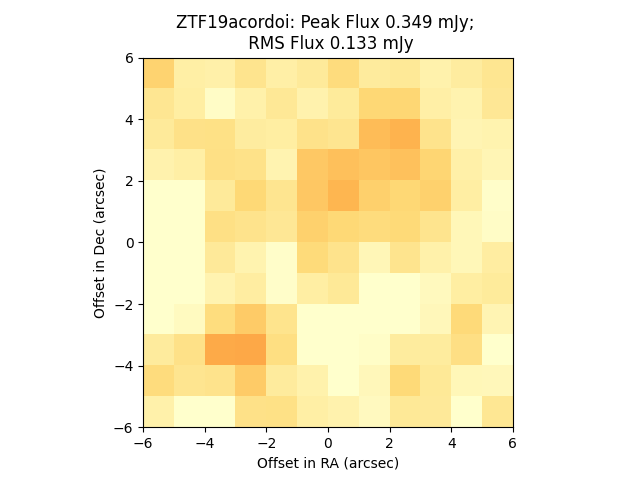 ZTF19acordoi: Peak Flux 0.349 mJy;
RMS Flux 0.133 mJy
6
4
2
0
−2
−4
−6
Offset in Dec (arcsec)
−6 −4 −2 0 2 4 6
Offset in RA (arcsec)